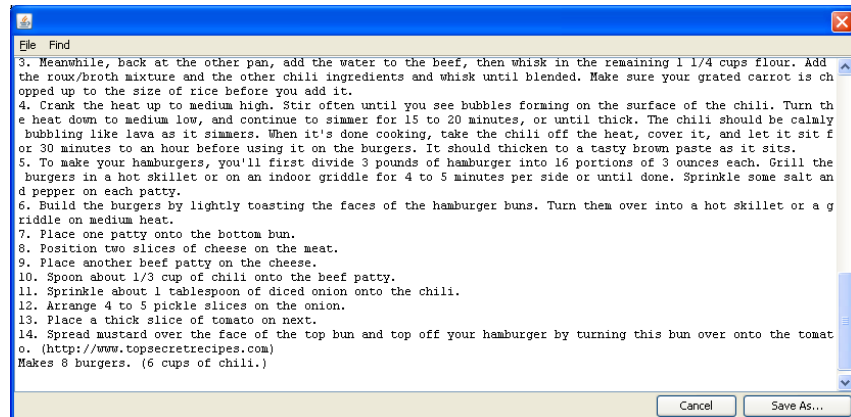 File Find
3. Meanwhile, back at the other pan, add the water to the beef, then whisk in the remaining 1 1/4 cups flour. Add
the roux/broth mixture and the other chili ingredients and whisk until blended. Make sure your grated carrot is ch
opped up to the size of rice before you add it.
4. Crank the heat up to medium high. Stir often until you see bubbles forming on the surface of the chili. Turn th
e heat down to medium low, and continue to simmer for 15 to 20 minutes, or until thick. The chili should be calmly
bubbling like lava as it simmers. When it's done cooking, take the chili off the heat, cover it, and let it sit f
or 30 minutes to an hour before using it on the burgers. It should thicken to a tasty brown paste as it sits.
5. To make your hamburgers, you'll first divide 3 pounds of hamburger into 16 portions of 3 ounces each. Grill the
burgers in a hot skillet or on an indoor griddle for 4 to 5 minutes per side or until done. Sprinkle some salt an
d pepper on each patty.
6. Build the burgers by lightly toasting the faces of the hamburger buns. Turn them over into a hot skillet or a g
riddle on medium heat.
7. Place one patty onto the bottom bun.
8. Position two slices of cheese on the meat.
9. Place another beef patty on the cheese.
10. Spoon about 1/3 cup of chili onto the beef patty.
11. Sprinkle about 1 tablespoon of diced onion onto the chili.
12. Arrange 4 to 5 pickle slices on the onion.
13. Place a thick slice of tomato on next.
14. Spread mustard over the face of the top bun and top off your hamburger by turning this bun over onto the tomat
o. (http://www.topsecretrecipes.com)
Makes 8 burgers. (6 cups of chili.)
Cancel Save As...